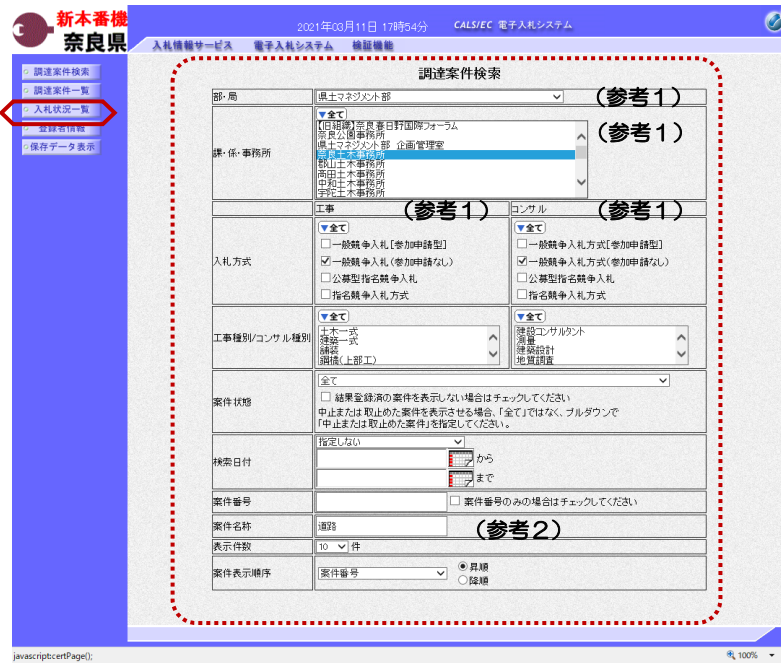 新本番機
奈良県
2021年03月11日 17時54分 CALS/EC 電子入札システム
入札情報サービス 電子入札システム 検証機能
調達案件検索
調達案件一覧
入札状況一覧
登録者情報
保存データ表示
調達案件検索
部・局 県土マネジメント部 (参考1)
課・係・事務所
▼全て
【旧組織】奈良春日野国際フォーラム
奈良公園事務所
県土マネジメント部 企画管理室
奈良土木事務所
郡山土木事務所
高田土木事務所
中和土木事務所
宇陀土木事務所
(参考1)
工事 (参考1) コンサル (参考1)
入札方式
▼全て ▼全て
一般競争入札[参加申請型] 一般競争入札方式[参加申請型]
一般競争入札(参加申請なし) 一般競争入札方式(参加申請なし)
公募型指名競争入札 公募型指名競争入札
指名競争入札方式 指名競争入札方式
工事種別/コンサル種別
▼全て ▼全て
土木一式 建設コンサルタント
建築一式 測量
舗装 建築設計
鋼橋(上部工) 地質調査
案件状態
全て
結果登録済の案件を表示しない場合はチェックしてください
中止または取止めた案件を表示させる場合、「全て」ではなく、プルダウンで
「中止または取止めた案件」を指定してください。
検索日付
指定しない
から
まで
案件番号 案件番号のみの場合はチェックしてください
案件名称 道路 (参考2)
表示件数 10 件
案件表示順序 案件番号 昇順
降順
javascript:certPage();
100%